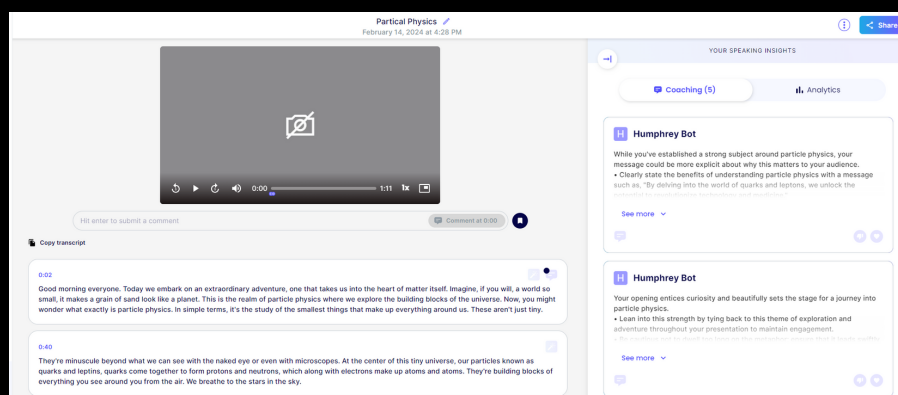 Partical Physics
February 14, 2024 at 4:28 PM
Share
0:00
1:11
1x
Hit enter to submit a comment
Comment at 0:00
Copy transcript
0:02
Good morning everyone. Today we embark on an extraordinary adventure, one that takes us into the heart of matter itself. Imagine, if you will, a world so
small, it makes a grain of sand look like a planet. This is the realm of particle physics where we explore the building blocks of the universe. Now, you might
wonder what exactly is particle physics. In simple terms, it's the study of the smallest things that make up everything around us. These aren't just tiny.
0:40
They're minuscule beyond what we can see with the naked eye or even with microscopes. At the center of this tiny universe, our particles known as
quarks and leptins, quarks come together to form protons and neutrons, which along with electrons make up atoms and atoms. They're building blocks of
everything you see around you from the air. We breathe to the stars in the sky.
YOUR SPEAKING INSIGHTS
Coaching (5)
Analytics
H Humphrey Bot
While you've established a strong subject around particle physics, your
message could be more explicit about why this matters to your audience.
• Clearly state the benefits of understanding particle physics with a message
such as, "By delving into the world of quarks and leptons, we unlock the
See more
H Humphrey Bot
Your opening entices curiosity and beautifully sets the stage for a journey into
particle physics.
• Lean into this strength by tying back to this theme of exploration and
adventure throughout your presentation to maintain engagement.
See more